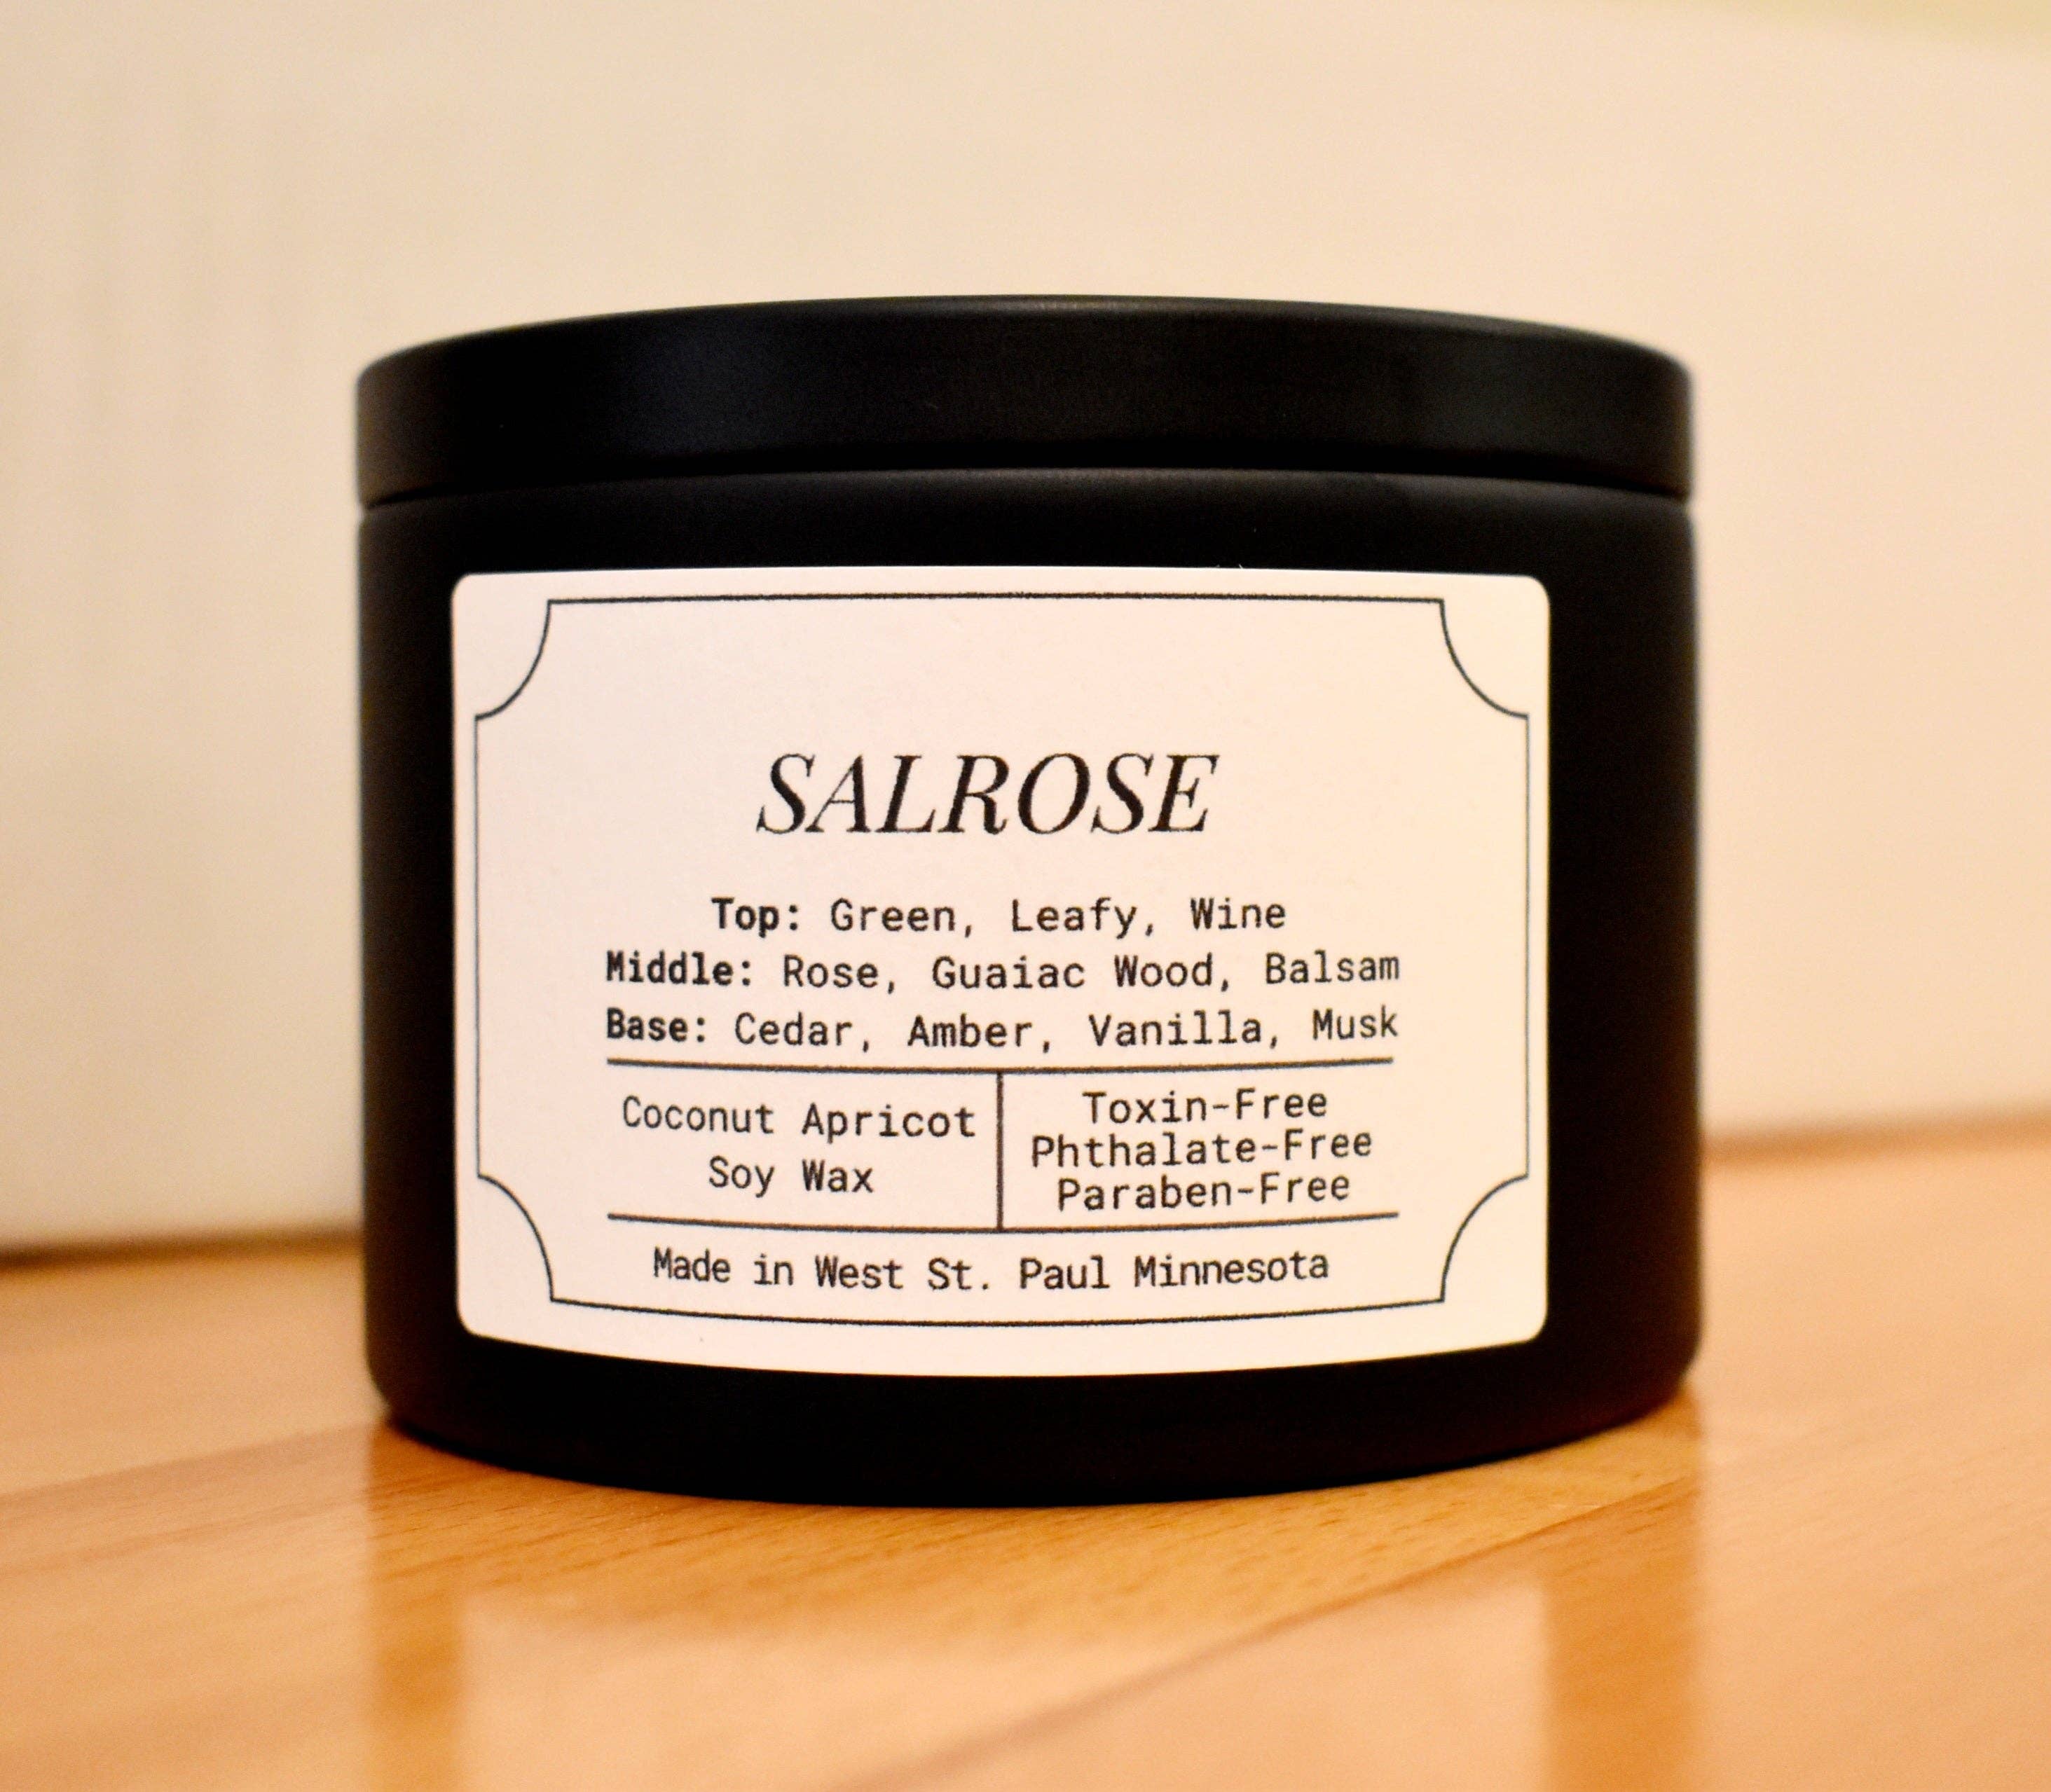 SALROSE
Top: Green, Leafy, Wine
Middle: Rose, Guaiac Wood, Balsam
Base: Cedar, Amber, Vanilla, Musk
Coconut Apricot
Soy Wax
Toxin-Free
Phthalate-Free
Paraben-Free
Made in West St. Paul Minnesota